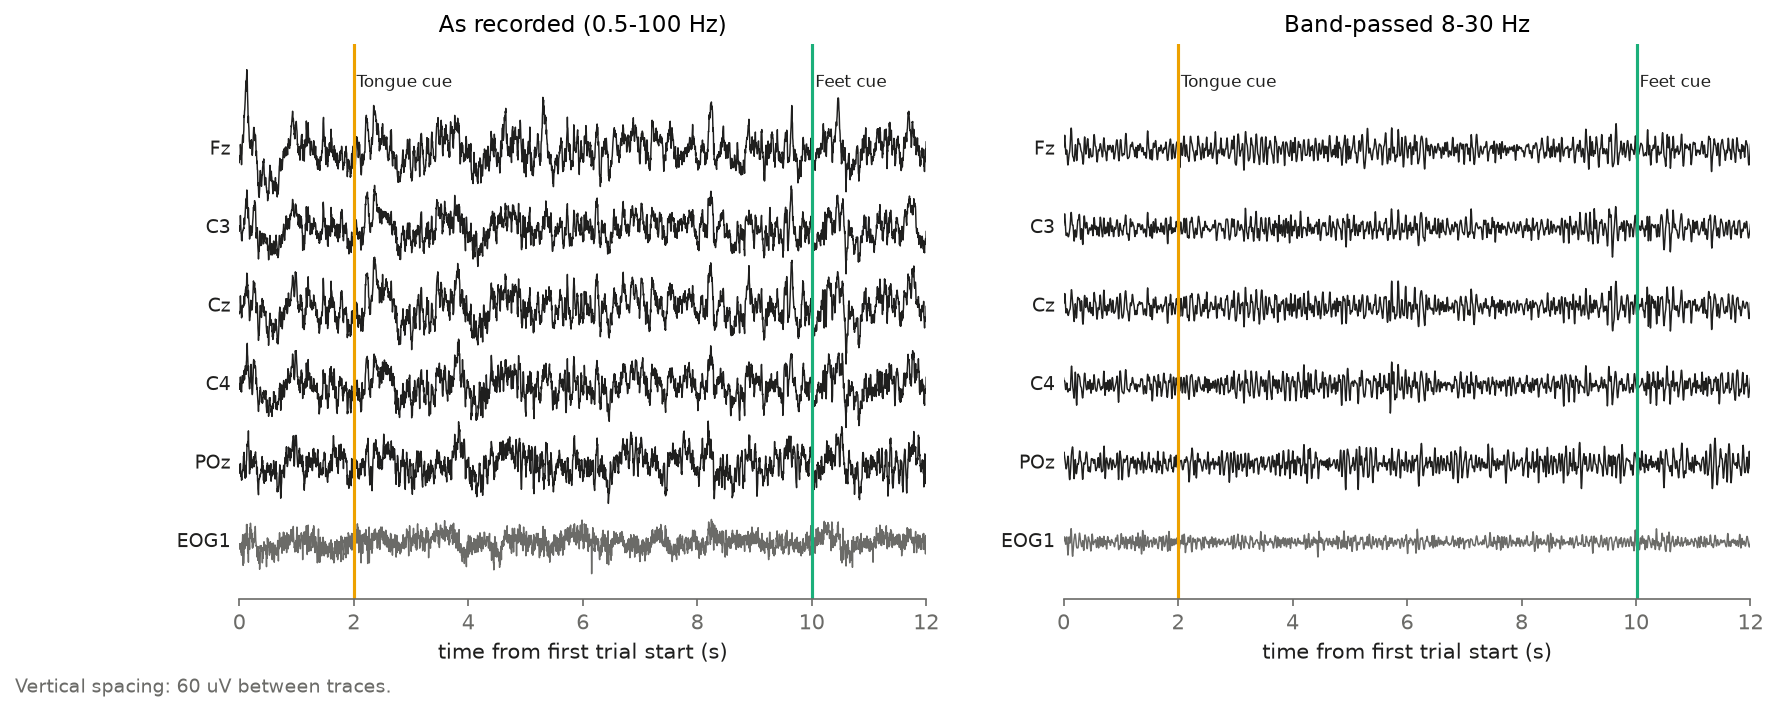 As recorded (0.5-100 Hz)
Tongue cue
Feet cue
Fz
C3
Cz
C4
POz
EOG1
0 2 4 6 8 10 12
time from first trial start (s)
Band-passed 8-30 Hz
Tongue cue
Feet cue
Fz
C3
Cz
C4
POz
EOG1
0 2 4 6 8 10 12
time from first trial start (s)
Vertical spacing: 60 uV between traces.